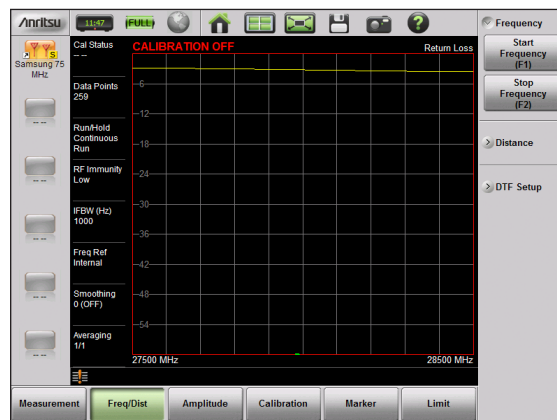 Anritsu
11:47
FULL
?
Frequency
Start
Frequency
(F1)
Stop
Frequency
(F2)
Distance
DTF Setup
S
Samsung 75
MHz
--
--
--
--
--
Cal Status
--
Data Points
259
Run/Hold
Continuous
Run
RF Immunity
Low
IFBW (Hz)
1000
Freq Ref
Internal
Smoothing
0 (OFF)
Averaging
1/1
CALIBRATION OFF
Return Loss
-6
-12
-18
-24
-30
-36
-42
-48
-54
27500 MHz
28500 MHz
Measurement
Freq/Dist
Amplitude
Calibration
Marker
Limit